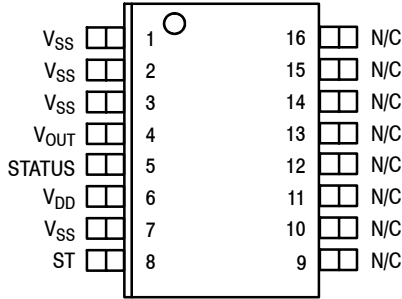 VSS 1 16 N/C
VSS 2 15 N/C
VSS 3 14 N/C
VOUT 4 13 N/C
STATUS 5 12 N/C
VDD 6 11 N/C
VSS 7 10 N/C
ST 8 9 N/C